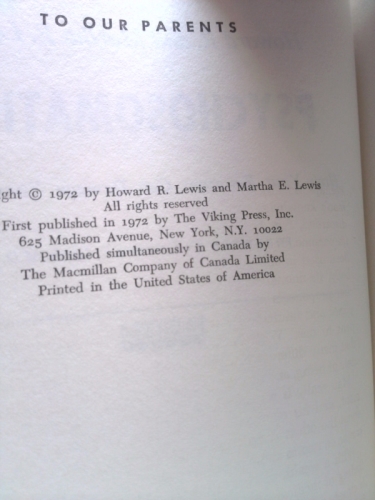 TO OUR PARENTS
ght © 1972 by Howard R. Lewis and Martha E. Lewis
All rights reserved
First published in 1972 by The Viking Press, Inc.
625 Madison Avenue, New York, N.Y. 10022
Published simultaneously in Canada by
The Macmillan Company of Canada Limited
Printed in the United States of America